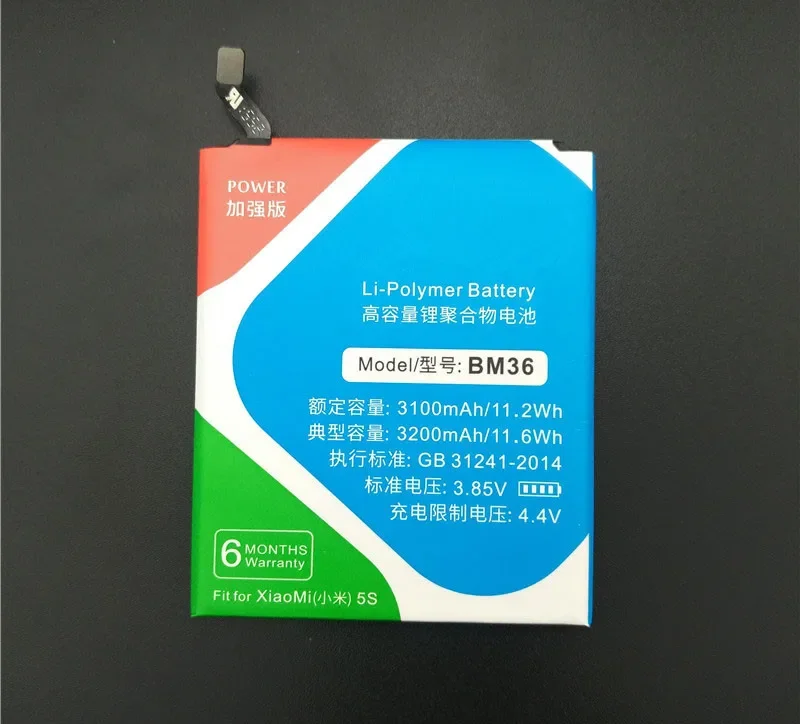 POWER
加强版
Li-Polymer Battery
高容量锂聚合物电池
Model/型号: BM36
额定容量: 3100mAh/11.2Wh
典型容量: 3200mAh/11.6Wh
执行标准: GB 31241-2014
标准电压: 3.85V
充电限制电压: 4.4V
6 MONTHS
Warranty
Fit for XiaoMi(小米) 5S